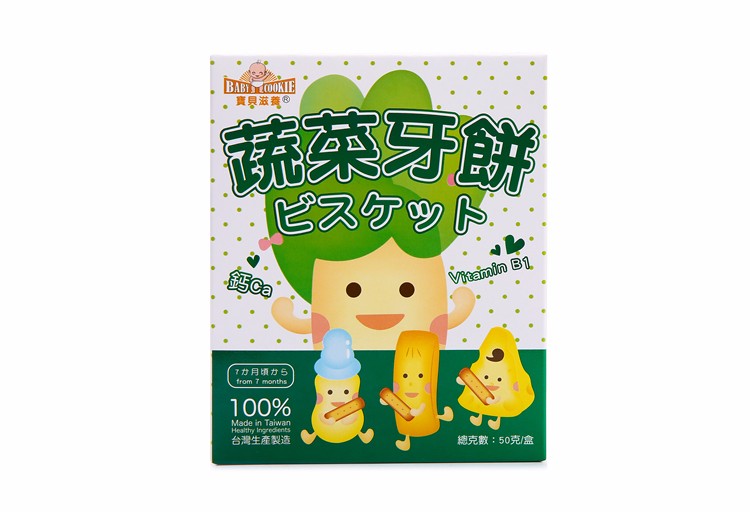 BABY'S COOKIE
寶貝滋養®
蔬菜牙餅
ビスケット
鈣Ca
Vitamin B1
7か月頃から
from 7 months
100%
Made in Taiwan
Healthy Ingredients
台灣生產製造
總克數：50克/盒